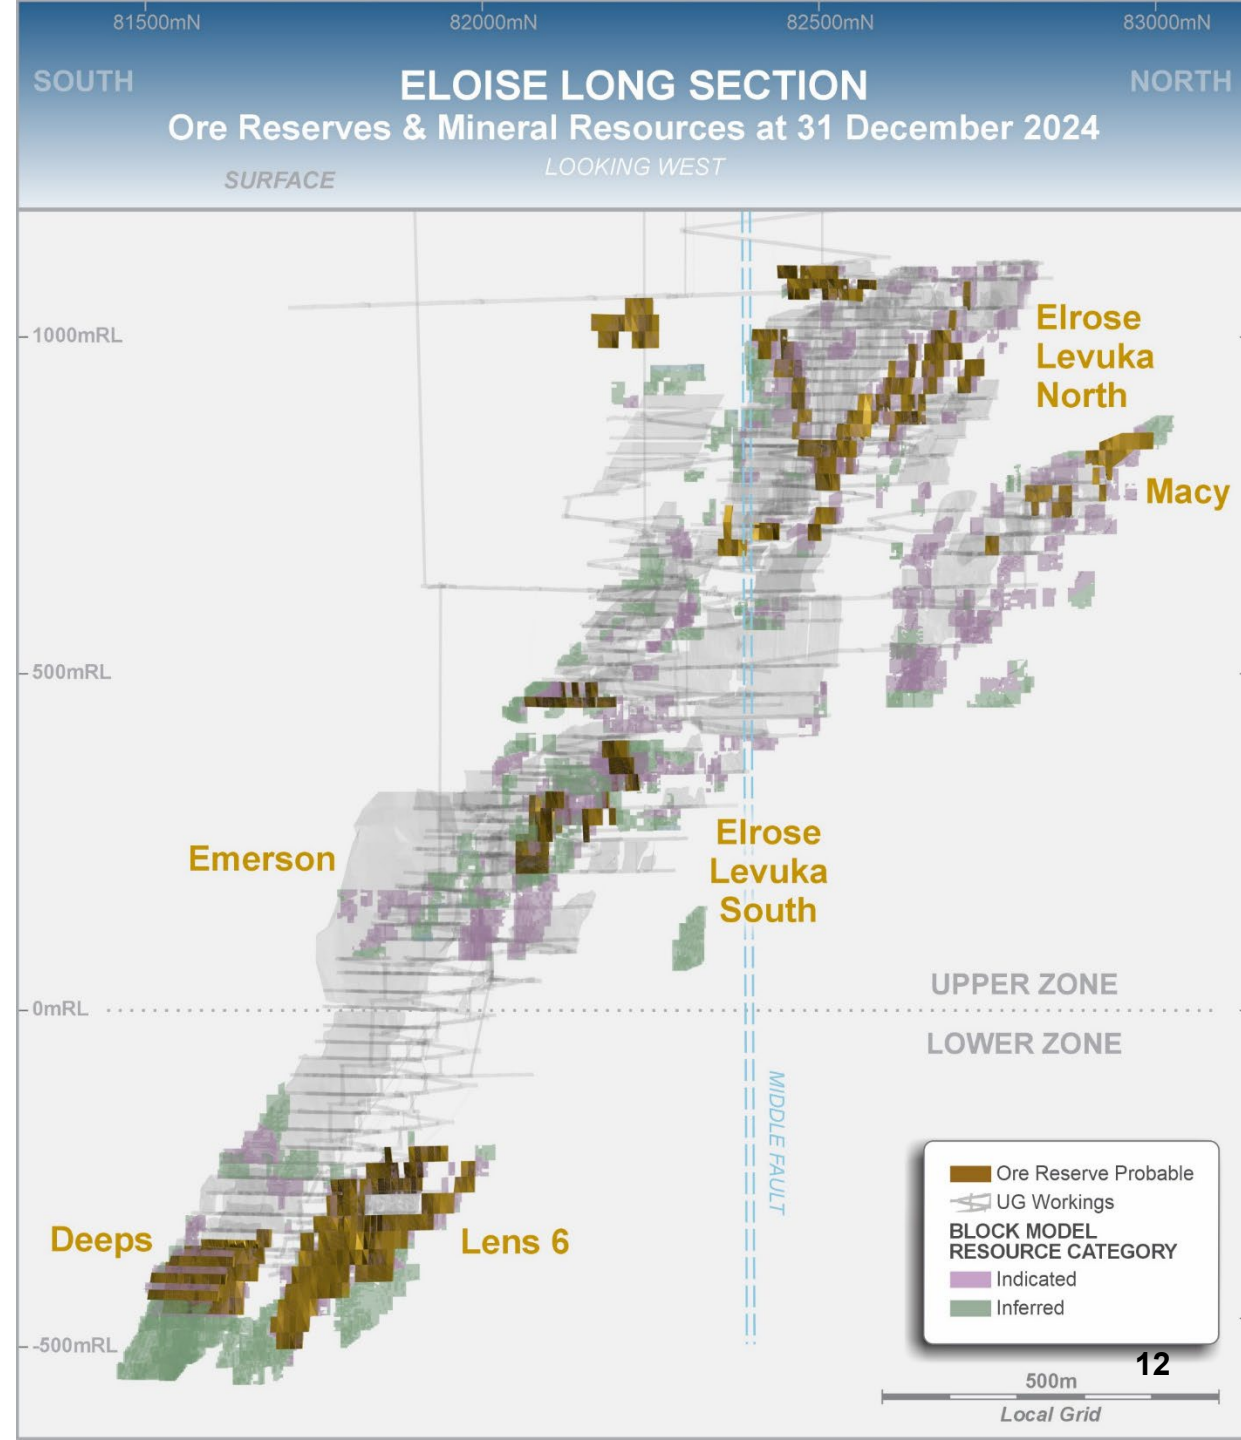 81500mN
82000mN
82500mN
83000mN
SOUTH
ELOISE LONG SECTION
NORTH
Ore Reserves & Mineral Resources at 31 December 2024
LOOKING WEST
SURFACE
1000mRL
Elrose
Levuka
North
Macy
500mRL
Emerson
Elrose
Levuka
South
UPPER ZONE
0mRL
LOWER ZONE
MIDDLE FAULT
Deeps
Lens 6
-500mRL
Ore Reserve Probable
UG Workings
BLOCK MODEL
RESOURCE CATEGORY
Indicated
Inferred
12
500m
Local Grid